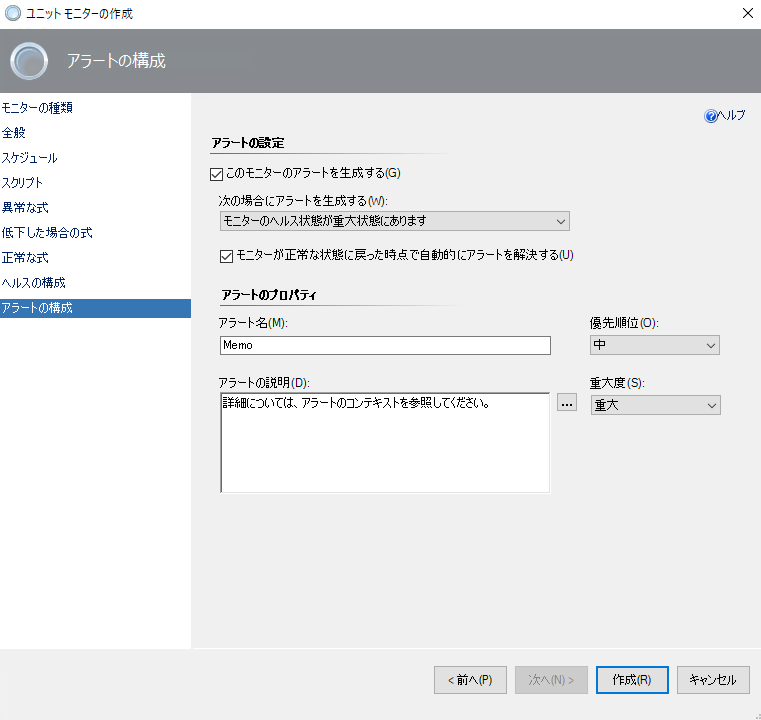 ユニット モニターの作成
アラートの構成
モニターの種類
全般
スケジュール
スクリプト
異常な式
低下した場合の式
正常な式
ヘルスの構成
アラートの構成
ヘルプ
アラートの設定
このモニターのアラートを生成する(G)
次の場合にアラートを生成する(W):
モニターのヘルス状態が重大状態にあります
モニターが正常な状態に戻った時点で自動的にアラートを解決する(U)
アラートのプロパティ
アラート名(M):
優先順位(O):
Memo
中
アラートの説明(D):
重大度(S):
詳細については、アラートのコンテキストを参照してください。
...
重大
< 前へ(P)
次へ(N) >
作成(R)
キャンセル